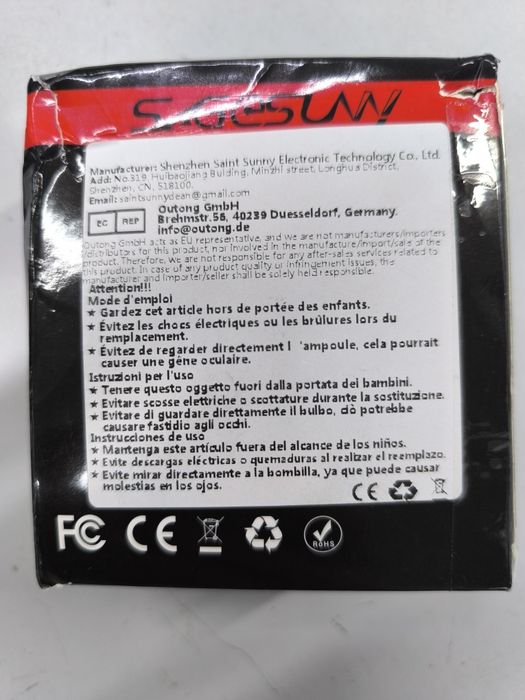 Manufacturer: Shenzhen Saint Sunny Electronic Technology Co., Ltd.
Add: No.319, Huibaojiang Bulding, Minzhi street, Longhua District,
Shenzhen, CN, 518100.
Email: saintsunnydean@gmail.com
EC REP
Outong GmbH
Brehmstr.56, 40239 Duesseldorf, Germany.
info@outong.de
Outong GmbH acts as EU representative, and we are not manufacturers/importers
/distributors for this product, nor involved in the manufacture/import/sale of the
product. Therefore, we are not responsible for any after-sales services related to
this product. In case of any product quality or infringement issues, the
manufacturer and importer/seller shall be solely held responsible.
Attention!!!
Mode d'emploi
★ Gardez cet article hors de portée des enfants.
★ Évitez les chocs électriques ou les brûlures lors du
remplacement.
★ Évitez de regarder directement l 'ampoule, cela pourrait
causer une gêne oculaire.
Istruzioni per l'uso
★ Tenere questo oggetto fuori dalla portata dei bambini.
★ Evitare scosse elettriche o scottature durante la sostituzione.
★ Evitare di guardare direttamente il bulbo, ciò potrebbe
causare fastidio agli occhi.
Instrucciones de uso
★ Mantenga este artículo fuera del alcance de los niños.
★ Evite descargas eléctricas o quemaduras al realizar el reemplazo.
★ Evite mirar directamente a la bombilla, ya que puede causar
molestias en los ojos.
CE
FC CE
RoHS